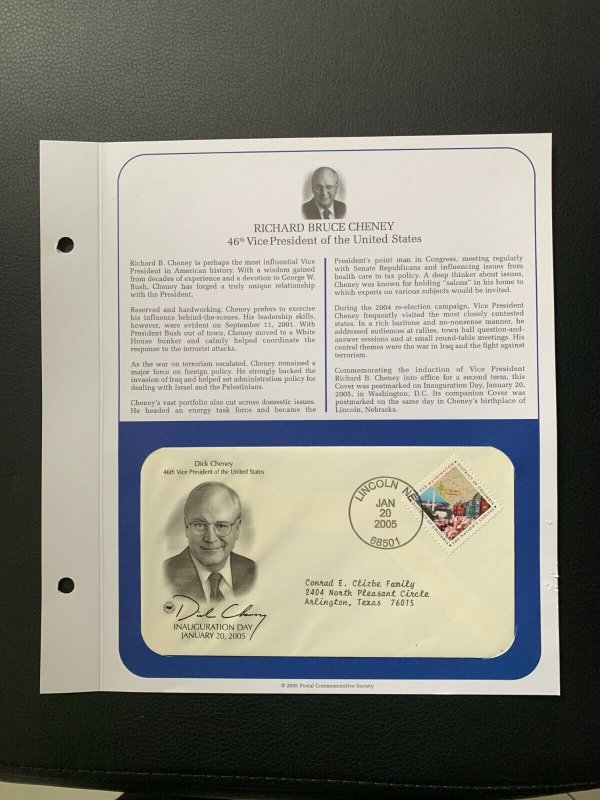 RICHARD BRUCE CHENEY
46th Vice President of the United States
Richard B. Cheney is perhaps the most influential Vice
President in American history. With a wisdom gained
from decades of experience and a devotion to George W.
Bush, Cheney has forged a truly unique relationship
with the President.
Reserved and hardworking, Cheney prefers to exercise
his influence behind-the-scenes. His leadership skills,
however, were evident on September 11, 2001. With
President Bush out of town, Cheney moved to a White
House bunker and calmly helped coordinate the
response to the terrorist attacks.
As the war on terrorism escalated, Cheney remained a
major force on foreign policy. He strongly backed the
invasion of Iraq and helped set administration policy for
dealing with Israel and the Palestinians.
Cheney's vast portfolio also cut across domestic issues.
He headed an energy task force and became the
President's point man in Congress, meeting regularly
with Senate Republicans and influencing issues from
health care to tax policy. A deep thinker about issues,
Cheney was known for holding "salons" in his home to
which experts on various subjects would be invited.
During the 2004 re-election campaign, Vice President
Cheney frequently visited the most closely contested
states. In a rich baritone and no-nonsense manner, he
addressed audiences at rallies, town hall question-and-
answer sessions and at small round-table meetings. His
central themes were the war in Iraq and the fight against
terrorism.
Commemorating the induction of Vice President
Richard B. Cheney into office for a second term, this
Cover was postmarked on Inauguration Day, January 20,
2005, in Washington, D.C. Its companion Cover was
postmarked on the same day in Cheney's birthplace of
Lincoln, Nebraska.
Dick Cheney
46th Vice President of the United States
LINCOLN NE
JAN
20
2005
68501
Conrad E. Clizbe Family
2404 North Pleasant Circle
Arlington, Texas 76015
Dick Cheney
INAUGURATION DAY
JANUARY 20, 2005
© 2005 Postal Commemorative Society